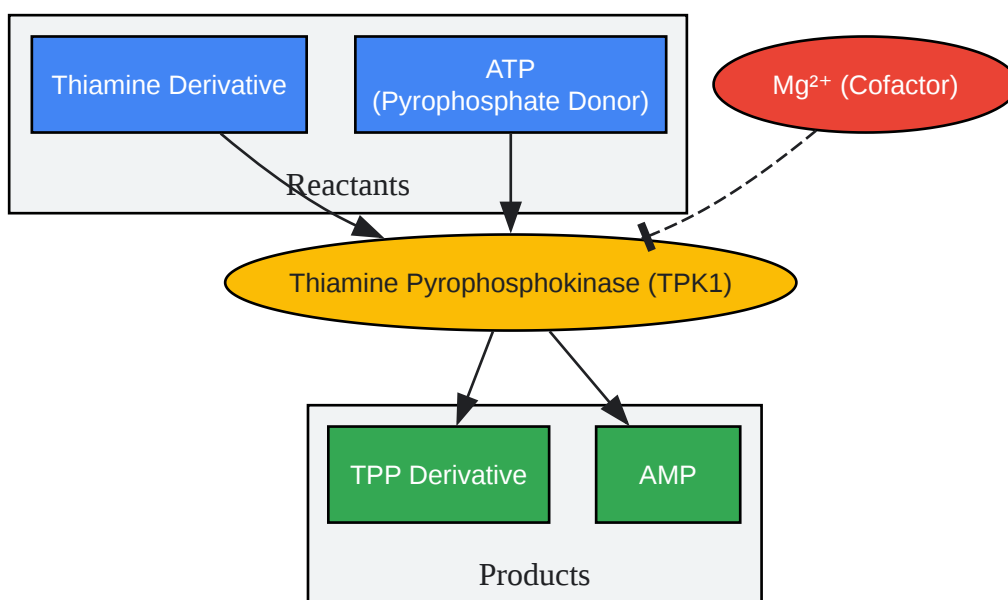 Thiamine Derivative
ATP
(Pyrophosphate Donor)
Mg²⁺ (Cofactor)
Reactants
Thiamine Pyrophosphokinase (TPK1)
TPP Derivative
AMP
Products